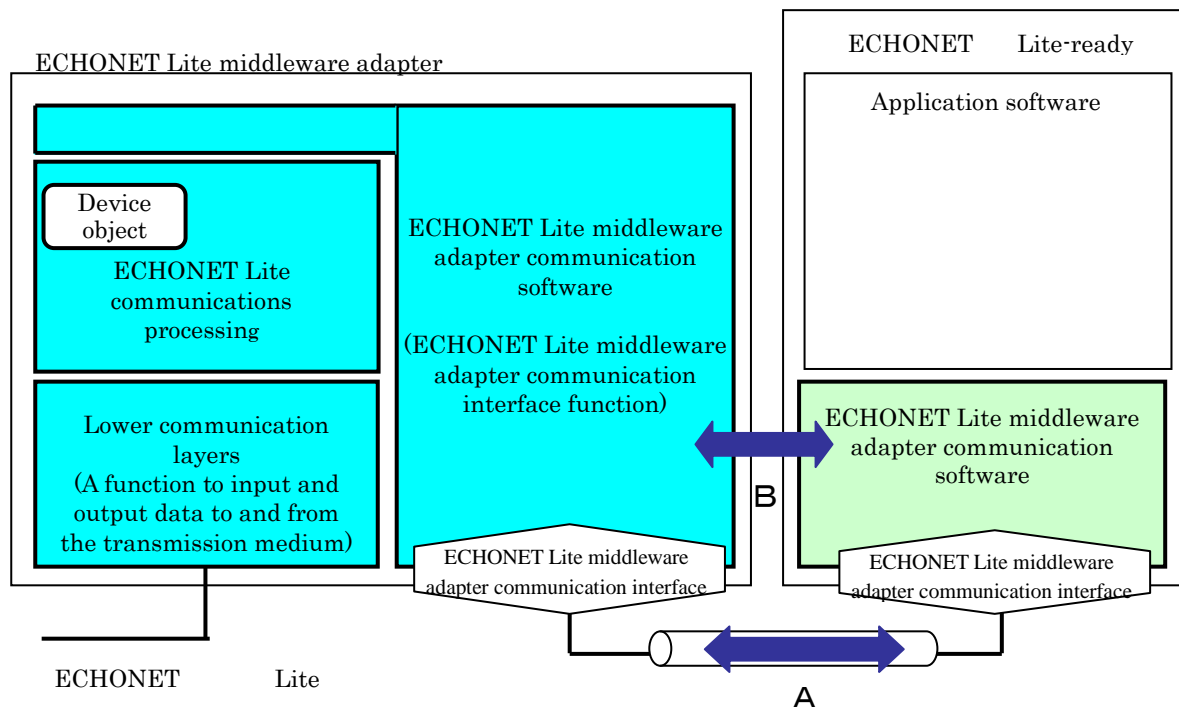 ECHONET Lite middleware adapter
Device
object
ECHONET Lite
communications
processing
Lower communication
layers
(A function to input and
output data to and from
the transmission medium)
ECHONET Lite middleware
adapter communication
software
(ECHONET Lite middleware
adapter communication
interface function)
ECHONET Lite middleware
adapter communication interface
ECHONET Lite
B
A
ECHONET Lite-ready
Application software
ECHONET Lite middleware
adapter communication
software
ECHONET Lite middleware
adapter communication interface